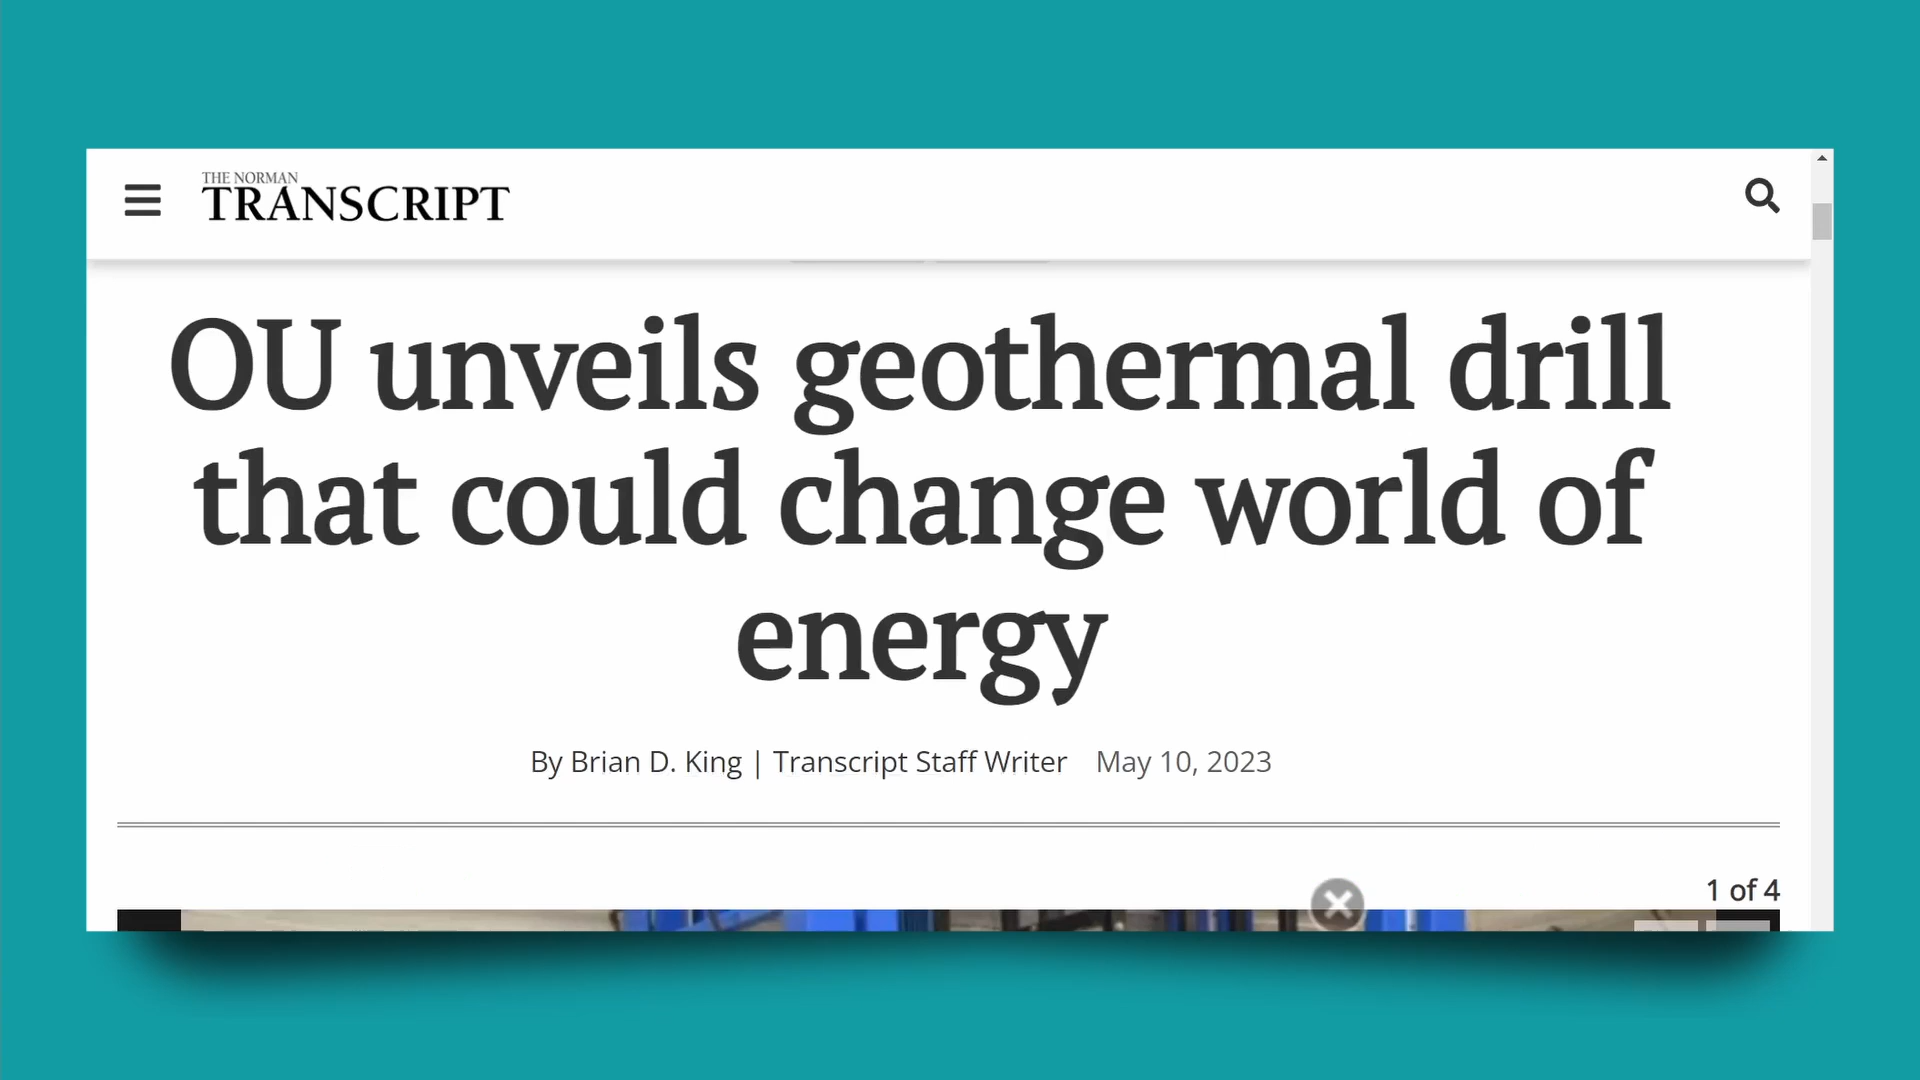 THE NORMAN
TRANSCRIPT
OU unveils geothermal drill
that could change world of
energy
By Brian D. King | Transcript Staff Writer May 10, 2023
1 of 4